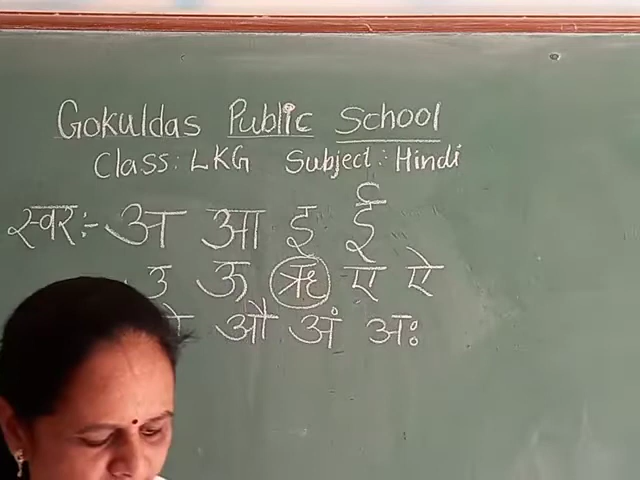 Gokuldas Public School
Class: LKG Subject: Hindi
स्वर:- अ आ इ ई
उ ऊ ऋ ए ऐ
औ अं अः